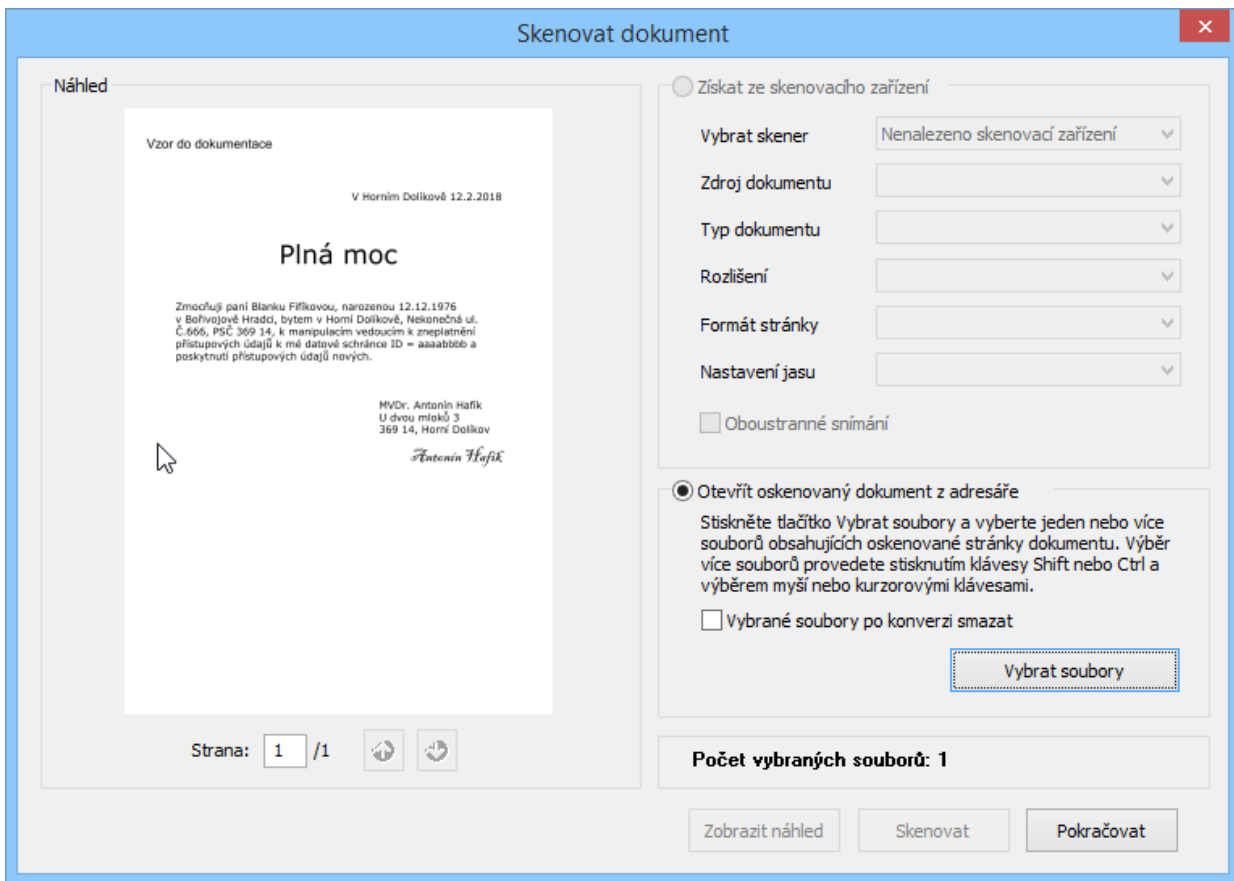 Skenovat dokument
Náhled
Vzor do dokumentace
V Horním Dolíkově 12.2.2018
Plná moc
Zmocňuji paní Blanku Fifíkovou, narozenou 12.12.1976
v Bořivojově Hradci, bytem v Horní Dolíkově, Nekonečná ul.
Č.666, PSČ 369 14, k manipulacím vedoucím k zneplatnění
přístupových údajů k mé datové schránce ID = aaaabbbb a
poskytnutí přístupových údajů nových.
MVDr. Antonín Hafík
U dvou mloků 3
369 14, Horní Dolíkov
Antonín Hafík
Strana: 1 /1
Získat ze skenovacího zařízení
Vybrat skener Nenalezeno skenovací zařízení
Zdroj dokumentu
Typ dokumentu
Rozlišení
Formát stránky
Nastavení jasu
Oboustranné snímání
Otevřít oskenovaný dokument z adresáře
Stiskněte tlačítko Vybrat soubory a vyberte jeden nebo více
souborů obsahujících oskenované stránky dokumentu. Výběr
více souborů provedete stisknutím klávesy Shift nebo Ctrl a
výběrem myší nebo kurzorovými klávesami.
Vybrané soubory po konverzi smazat
Vybrat soubory
Počet vybraných souborů: 1
Zobrazit náhled Skenovat Pokračovat